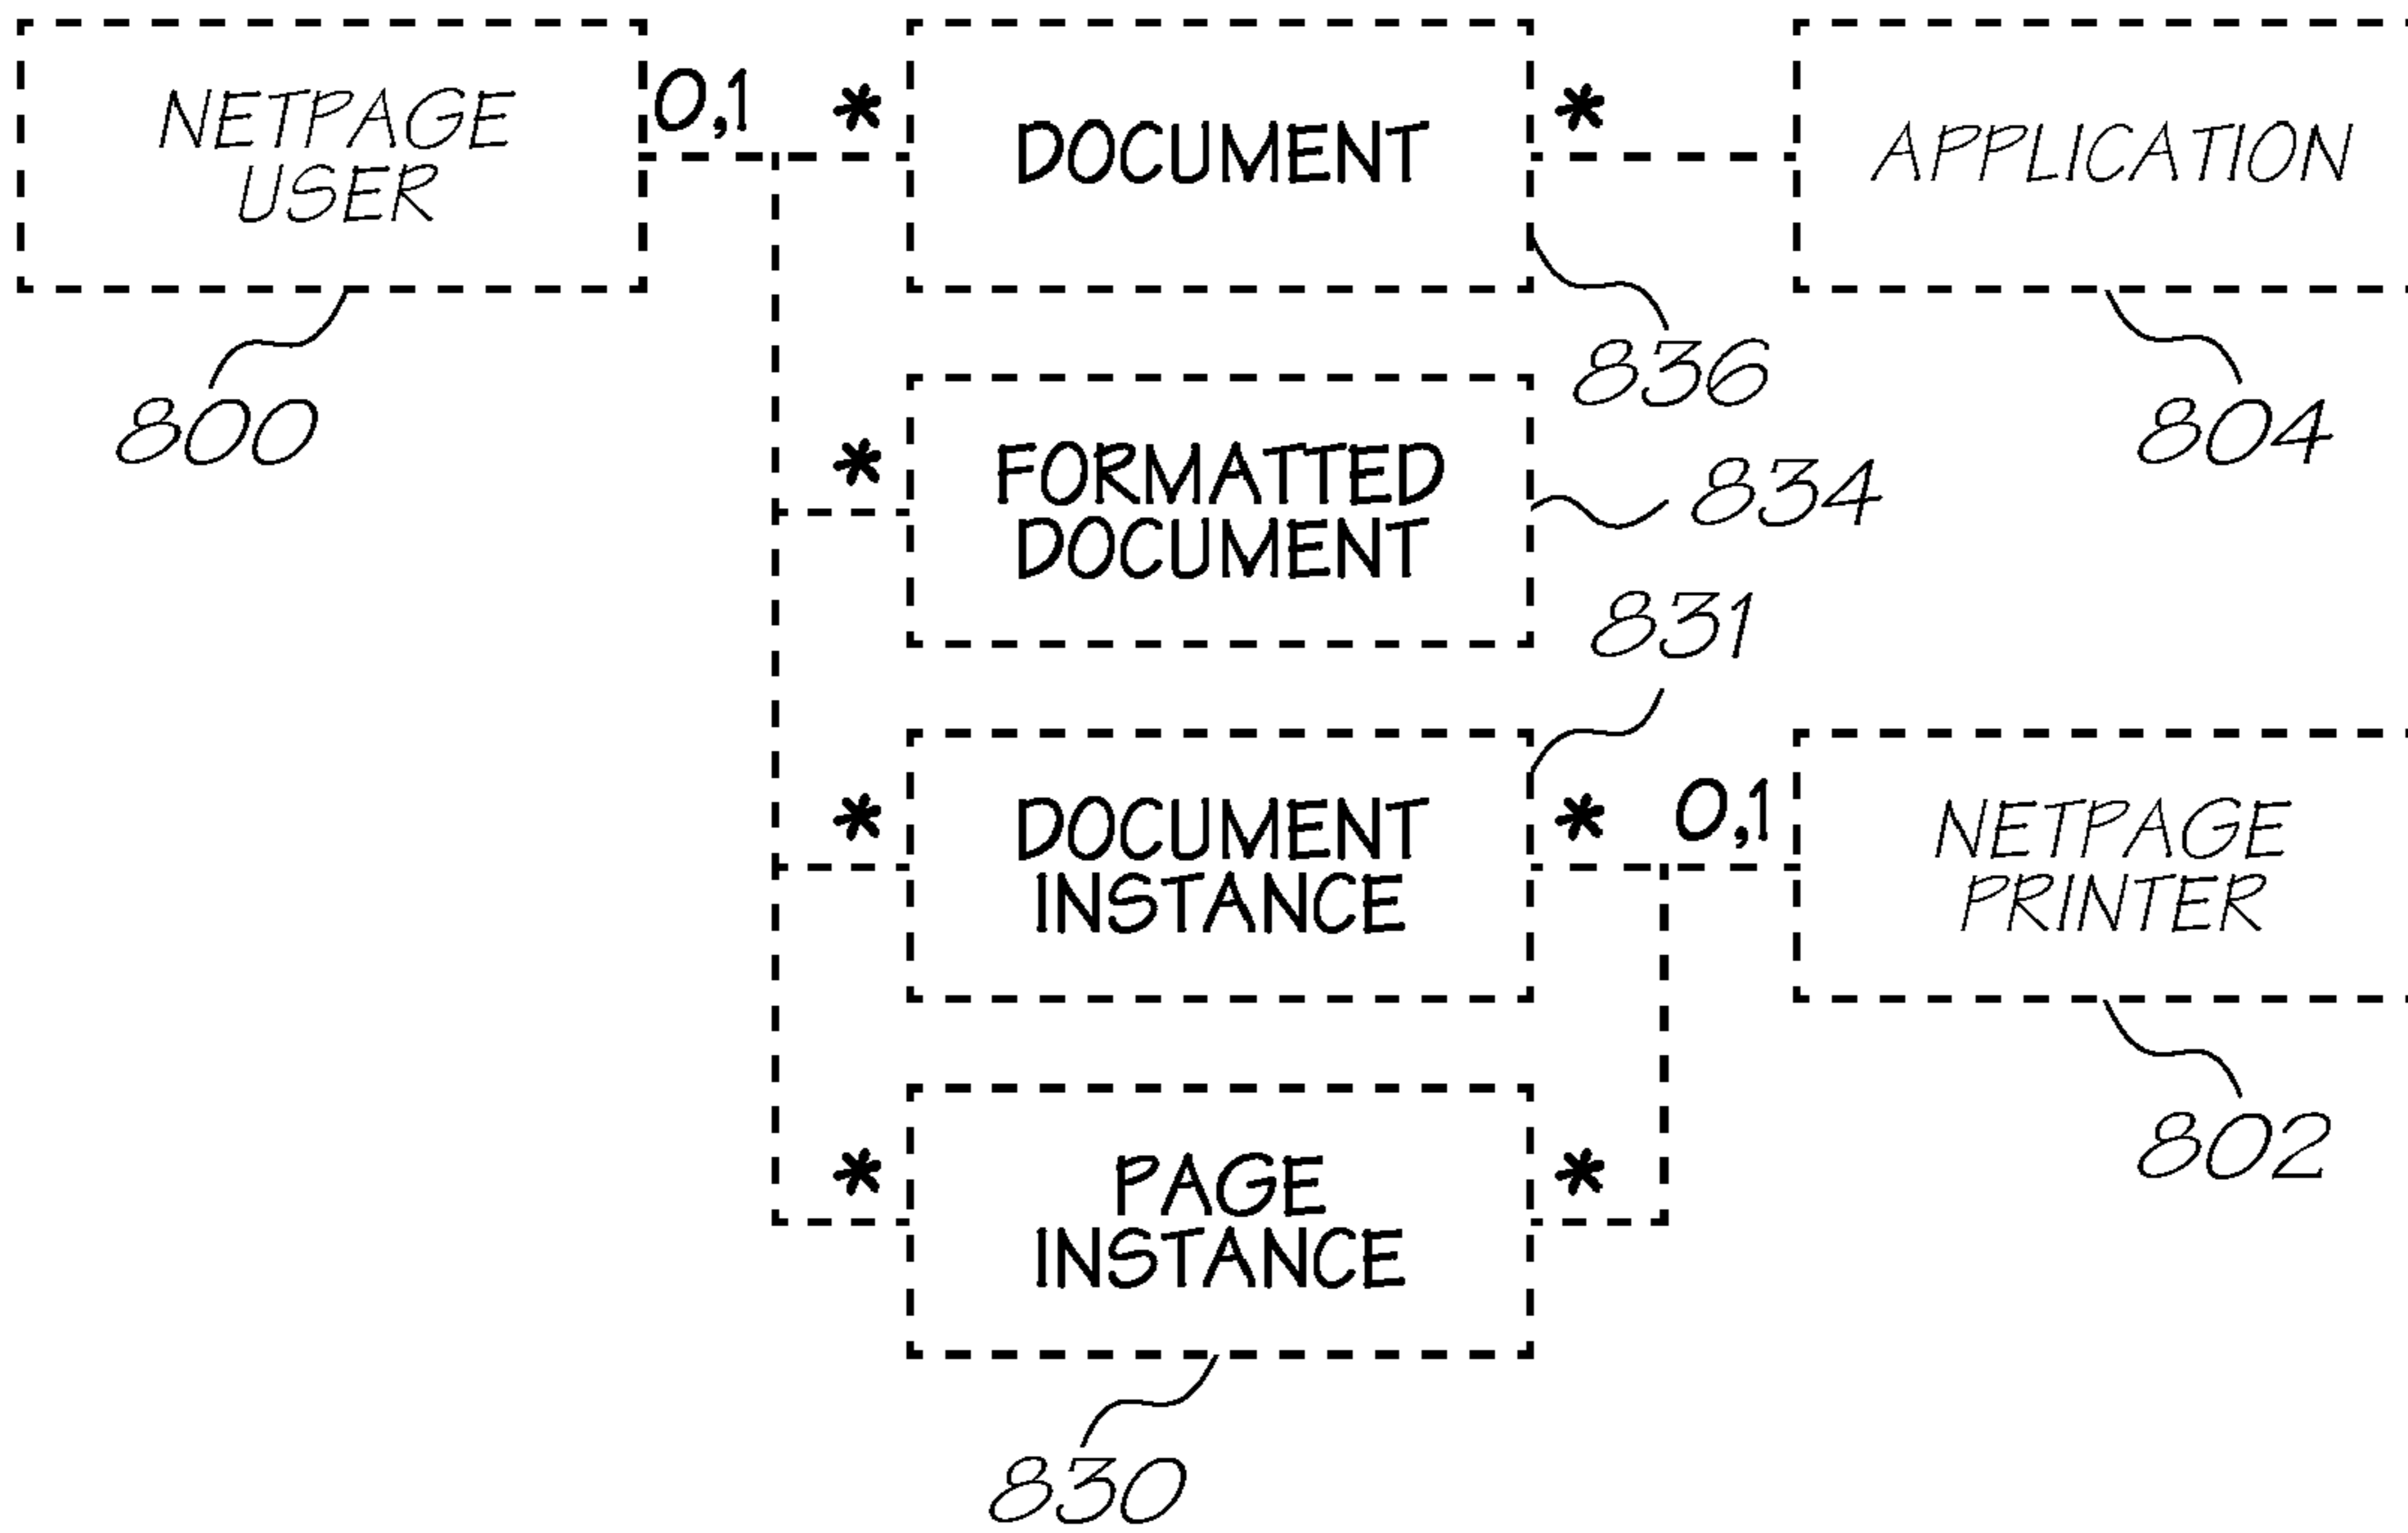 NETPAGE
USER
0,1
*
DOCUMENT
*
APPLICATION
800
836
804
*
FORMATTED
DOCUMENT
834
831
*
DOCUMENT
INSTANCE
*
0,1
NETPAGE
PRINTER
802
*
PAGE
INSTANCE
*
830